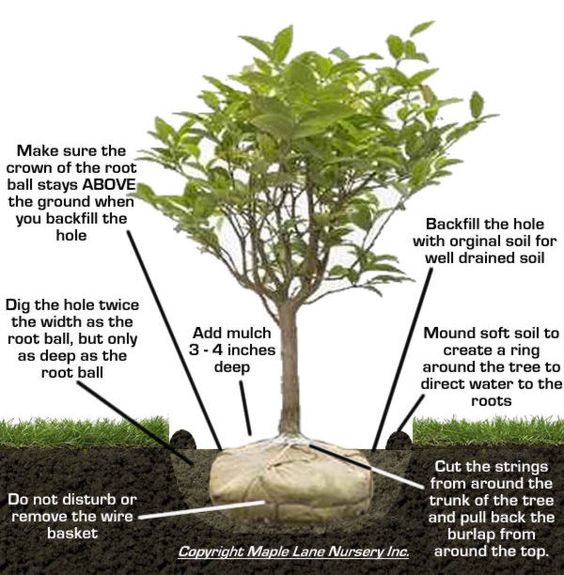 Make sure the
crown of the root
ball stays ABOVE
the ground when
you backfill the
hole
Backfill the hole
with orginal soil for
well drained soil
Dig the hole twice
the width as the
root ball, but only
as deep as the
root ball
Add mulch
3 - 4 inches
deep
Mound soft soil to
create a ring
around the tree to
direct water to the
roots
Do not disturb or
remove the wire
basket
Cut the strings
from around the
trunk of the tree
and pull back the
burlap from
around the top.
Copyright Maple Lane Nursery Inc.